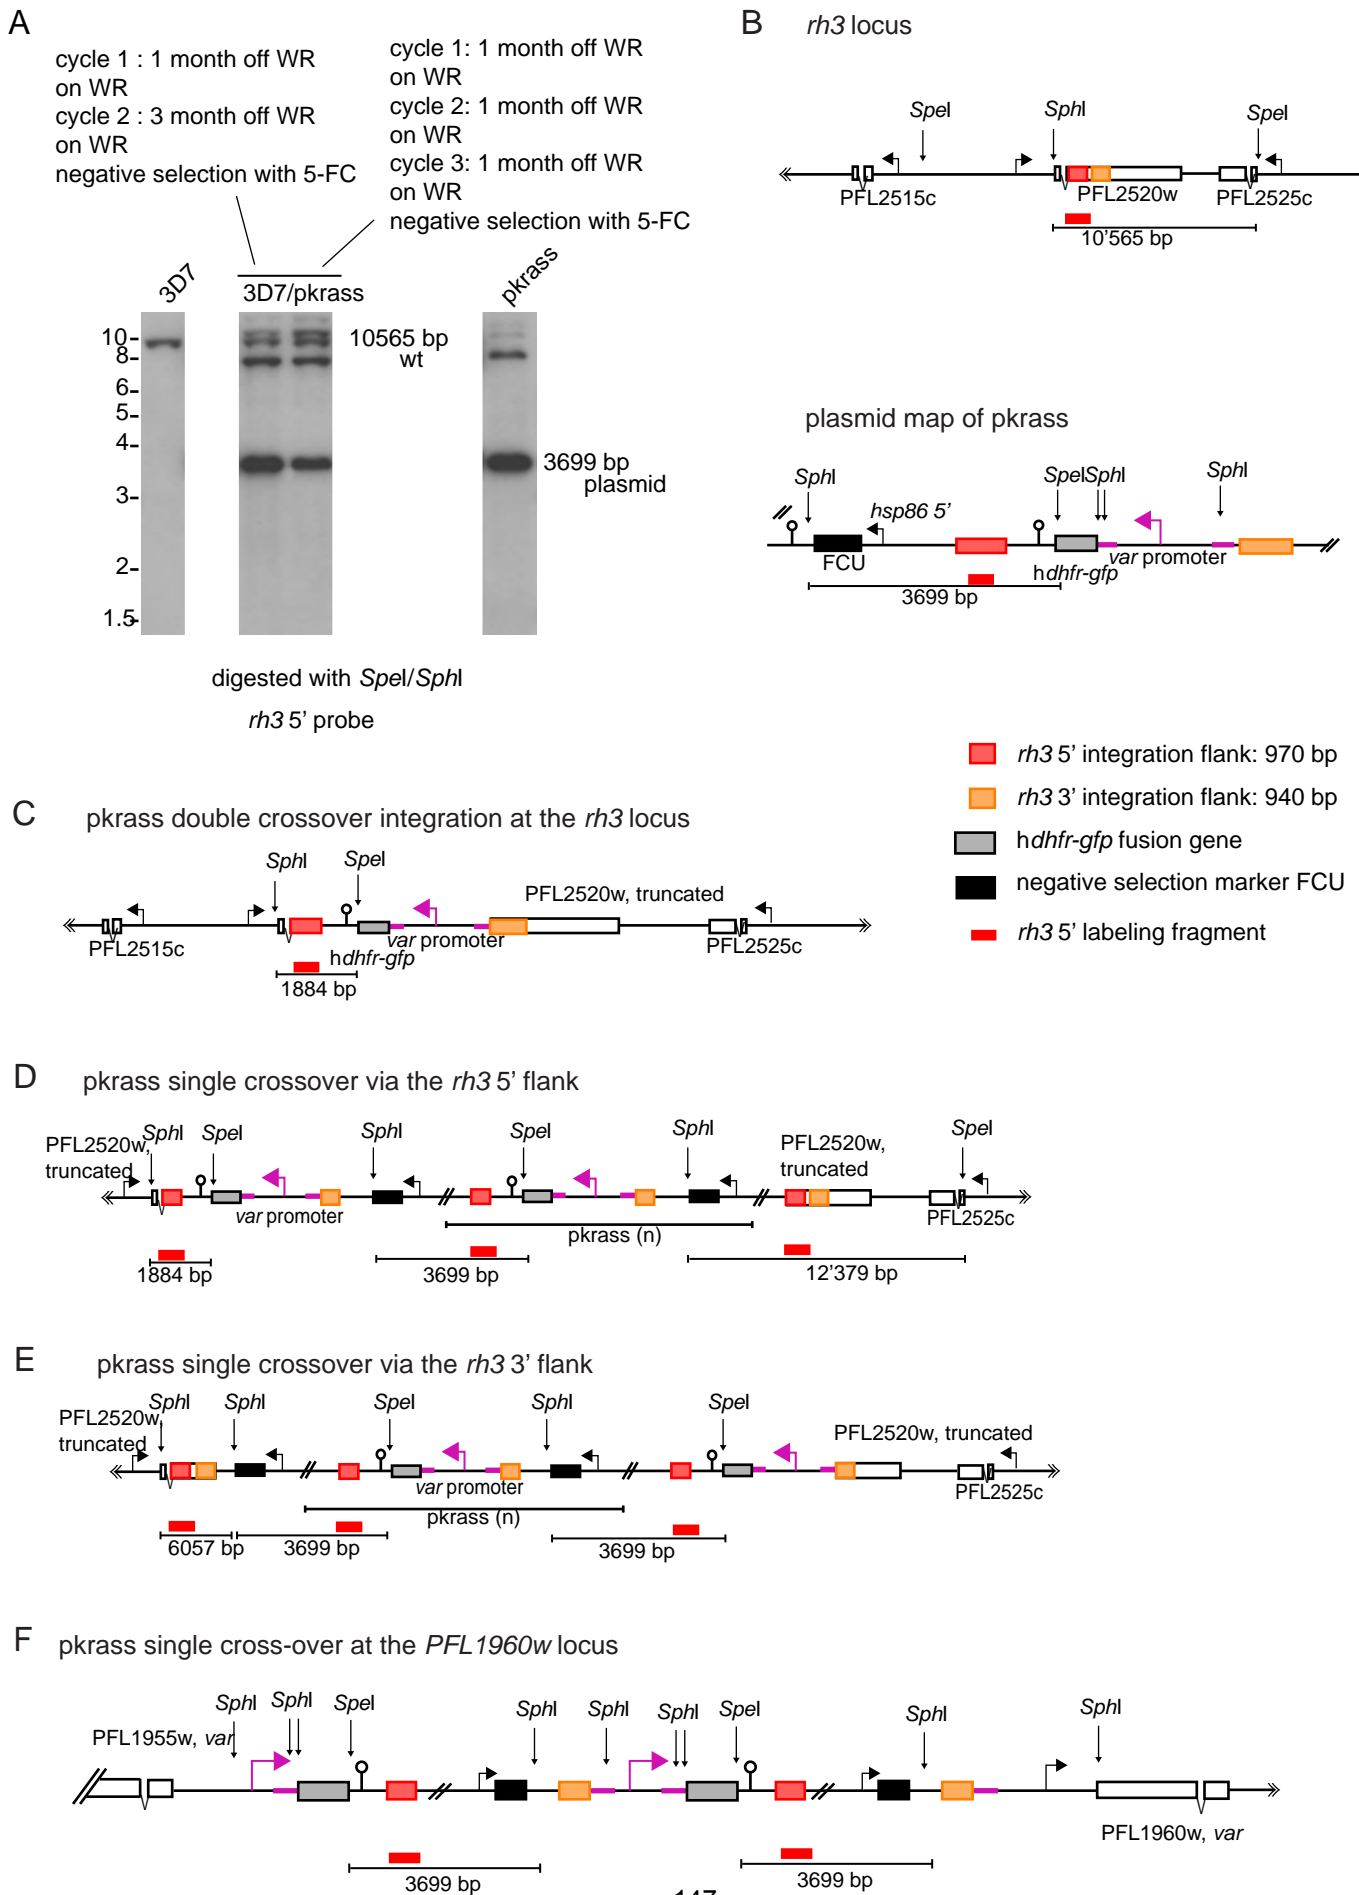 A
cycle 1 : 1 month off WR
on WR
cycle 2 : 3 month off WR
on WR
negative selection with 5-FC
cycle 1: 1 month off WR
on WR
cycle 2: 1 month off WR
on WR
cycle 3: 1 month off WR
on WR
negative selection with 5-FC
3D7
3D7/pkrass
pkrass
10-
8-
6-
5-
4-
3-
2-
1.5-
10565 bp
wt
3699 bp
plasmid
digested with SpeI/SphI
rh3 5' probe
B rh3 locus
SpeI SphI SpeI
PFL2515c PFL2520w PFL2525c
10'565 bp
plasmid map of pkrass
SphI hsp86 5' SpeI SphI SphI
FCU hdhfr-gfp var promoter
3699 bp
rh3 5' integration flank: 970 bp
rh3 3' integration flank: 940 bp
hdhfr-gfp fusion gene
negative selection marker FCU
rh3 5' labeling fragment
C pkrass double crossover integration at the rh3 locus
SphI SpeI
PFL2520w, truncated
PFL2515c hdhfr-gfp var promoter PFL2525c
1884 bp
D pkrass single crossover via the rh3 5' flank
PFL2520w, truncated
SphI SpeI SphI SpeI SphI
PFL2520w, truncated
SpeI
var promoter
PFL2525c
pkrass (n)
1884 bp 3699 bp 12'379 bp
E pkrass single crossover via the rh3 3' flank
PFL2520w, truncated
SphI SphI SpeI SphI SpeI
PFL2520w, truncated
var promoter
PFL2525c
pkrass (n)
6057 bp 3699 bp 3699 bp
F pkrass single cross-over at the PFL1960w locus
SphI SphI SpeI SphI SphI SphI SpeI SphI SphI
PFL1955w, var
PFL1960w, var
3699 bp 3699 bp
147